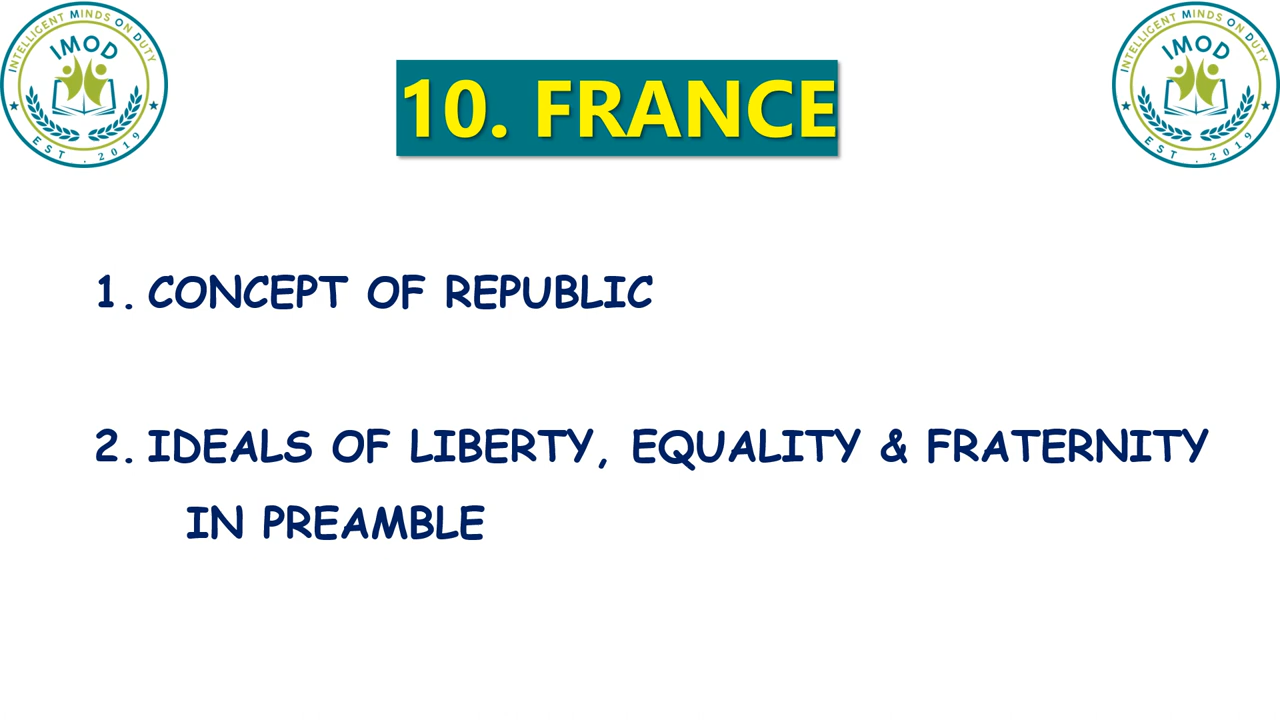 INTELLIGENT MINDS ON DUTY
IMOD
EST. 2019
10. FRANCE
INTELLIGENT MINDS ON DUTY
IMOD
EST. 2019
1. CONCEPT OF REPUBLIC
2. IDEALS OF LIBERTY, EQUALITY & FRATERNITY
IN PREAMBLE